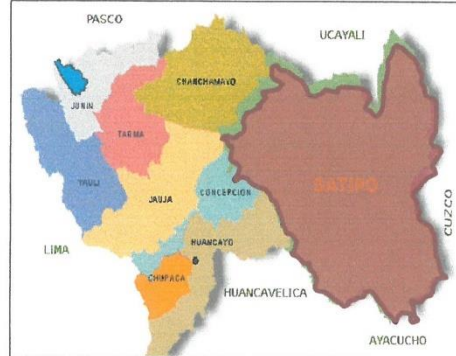 PASCO
UCAYALI
CHANCHAMAYO
JUNIN
TARMA
YAULI
JAUJA
CONCEPCION
SATIPO
CUZCO
LIMA
HUANCAYO
CHUPACA
HUANCAVELICA
AYACUCHO